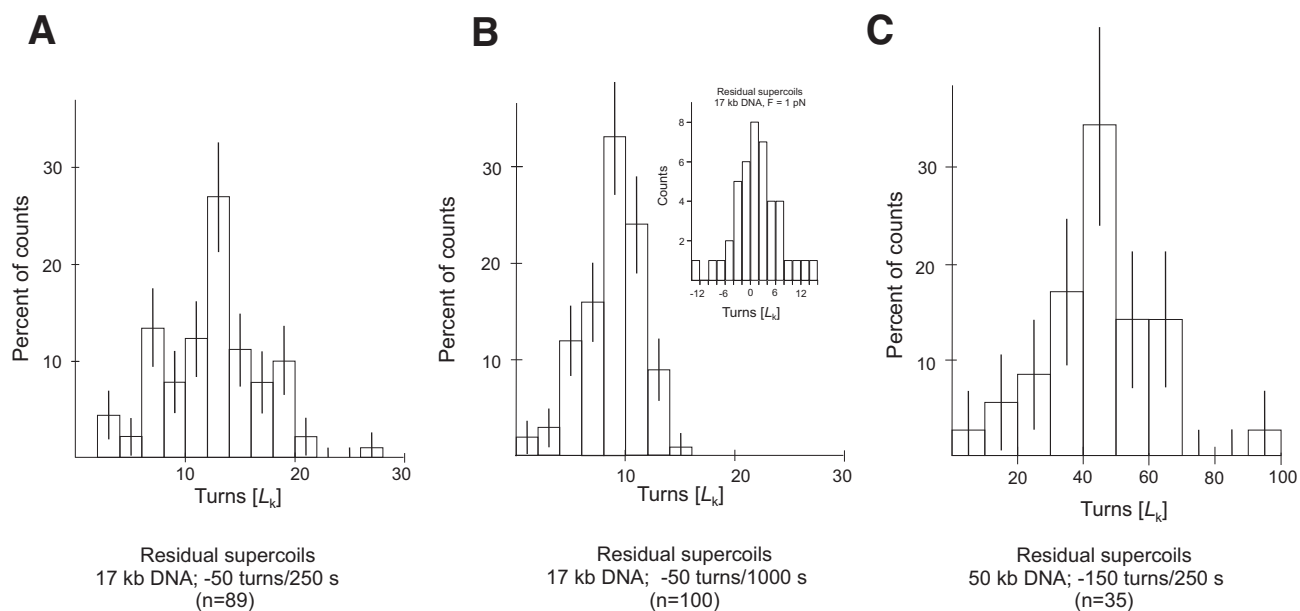 A
Percent of counts
30
20
10
10
20
30
Turns [Lk]
Residual supercoils
17 kb DNA; -50 turns/250 s
(n=89)
B
Percent of counts
30
20
10
10
20
30
Turns [Lk]
Residual supercoils
17 kb DNA, F = 1 pN
Counts
8
6
4
2
-12
-6
0
6
12
Turns [Lk]
Residual supercoils
17 kb DNA; -50 turns/1000 s
(n=100)
C
Percent of counts
30
20
10
20
40
60
80
100
Turns [Lk]
Residual supercoils
50 kb DNA; -150 turns/250 s
(n=35)